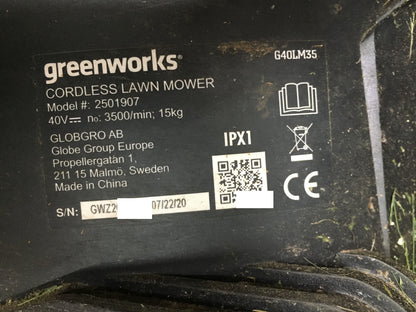 greenworks®
G40LM35
CORDLESS LAWN MOWER
Model #: 2501907
40V⎓ n₀: 3500/min; 15kg
GLOBGRO AB
Globe Group Europe
Propellergatan 1,
211 15 Malmö, Sweden
Made in China
IPX1
CE
S/N: GWZ2 07/22/20